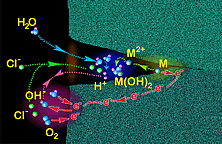 H₂O
M²⁺
Cl⁻
M
H⁺
M(OH)₂
OH⁻
Cl⁻
O₂